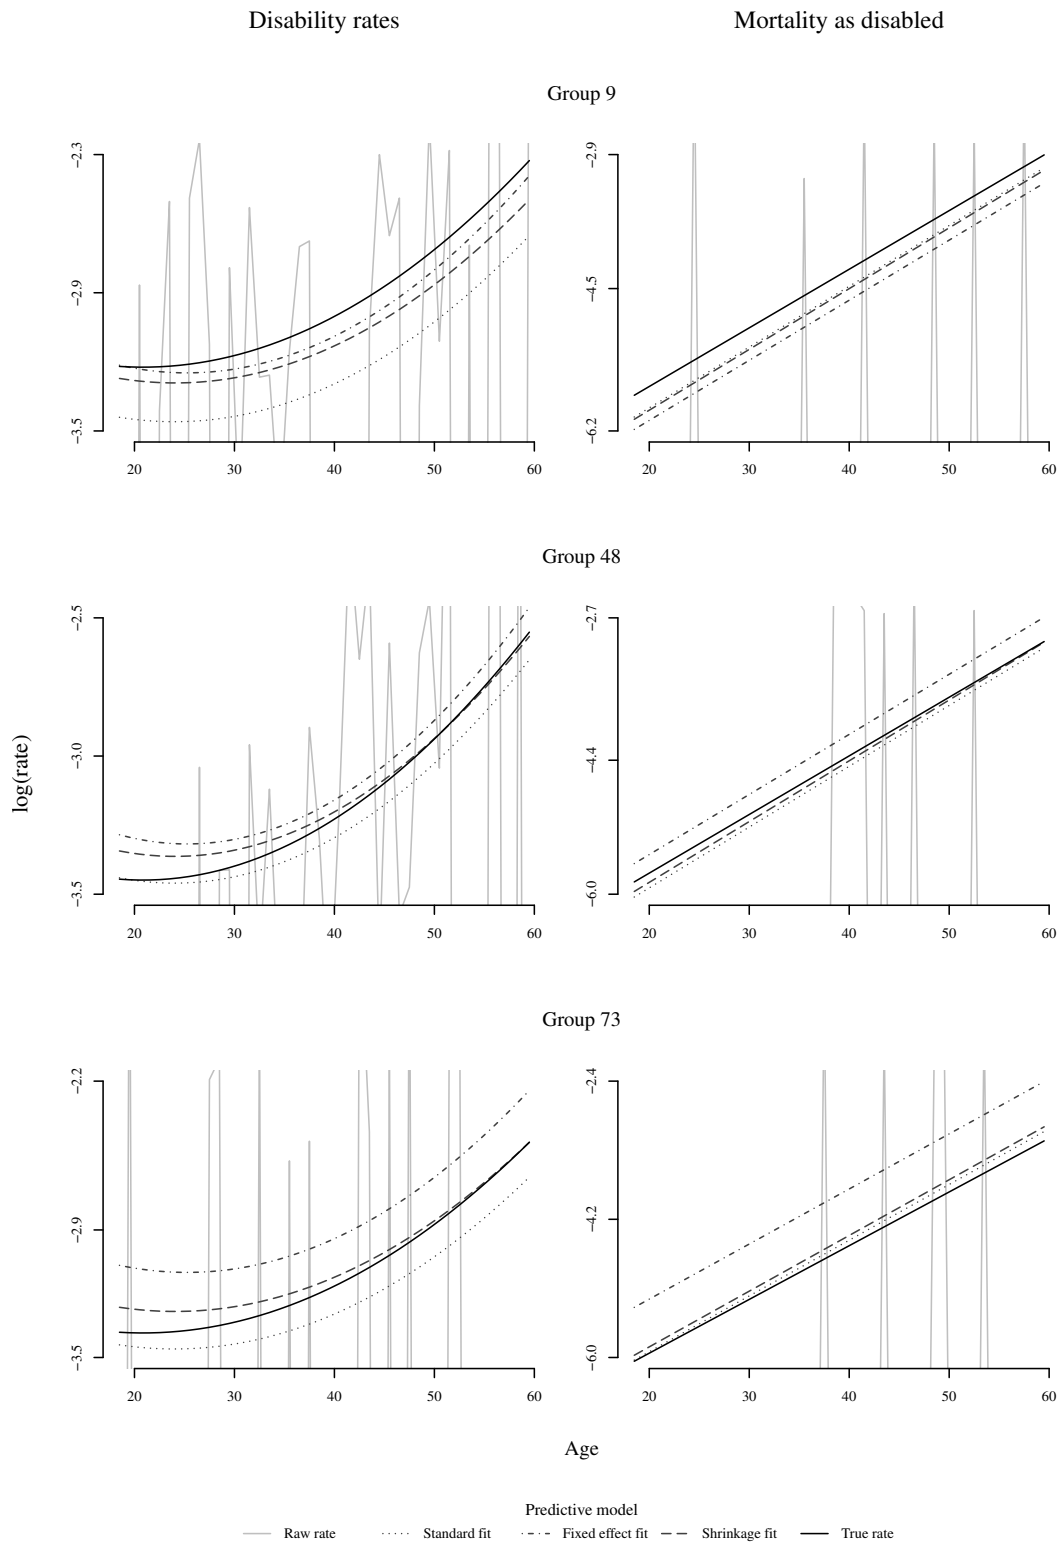 Disability rates Mortality as disabled
Group 9
−2.3 −2.9 −3.5
20 30 40 50 60
−2.9 −4.5 −6.2
20 30 40 50 60
Group 48
−2.5 −3.0 −3.5
20 30 40 50 60
−2.7 −4.4 −6.0
20 30 40 50 60
log(rate)
Group 73
−2.2 −2.9 −3.5
20 30 40 50 60
−2.4 −4.2 −6.0
20 30 40 50 60
Age
Predictive model
Raw rate Standard fit Fixed effect fit Shrinkage fit True rate